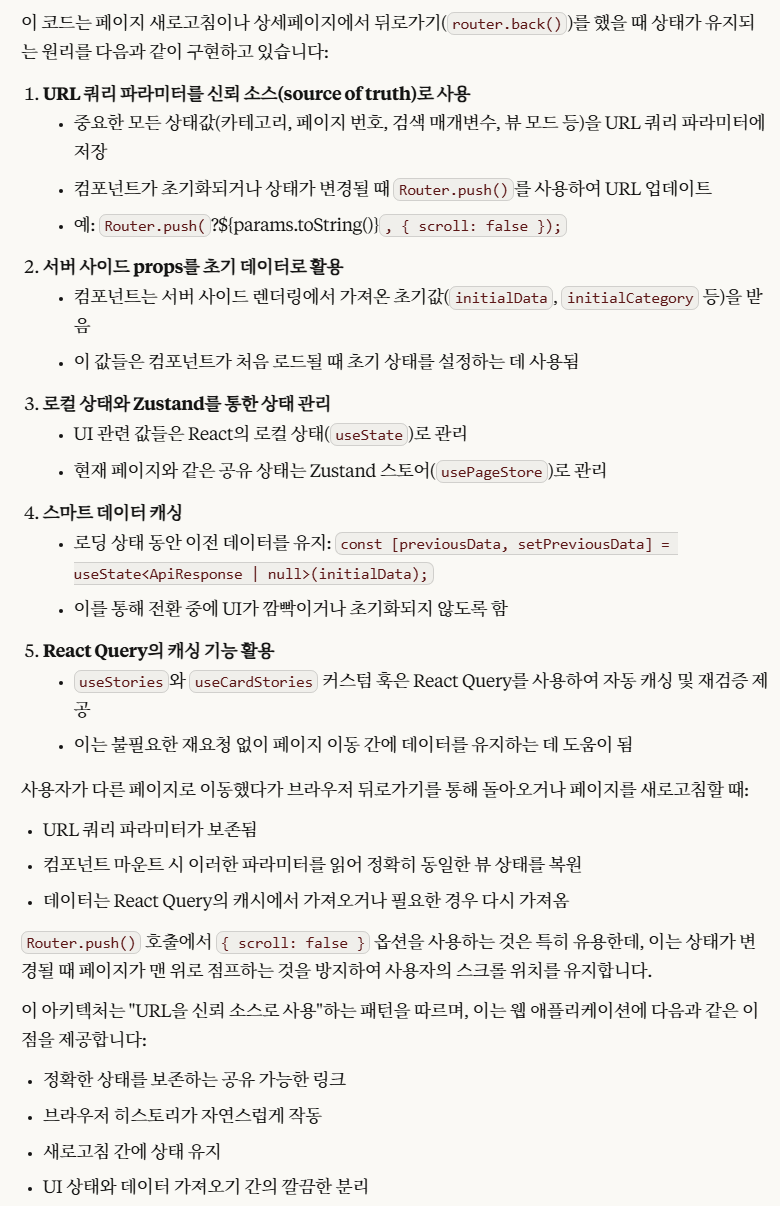 이 코드는 페이지 새로고침이나 상세페이지에서 뒤로가기(router.back())를 했을 때 상태가 유지되
는 원리를 다음과 같이 구현하고 있습니다:
1. URL 쿼리 파라미터를 신뢰 소스(source of truth)로 사용
• 중요한 모든 상태값(카테고리, 페이지 번호, 검색 매개변수, 뷰 모드 등)을 URL 쿼리 파라미터에
저장
• 컴포넌트가 초기화되거나 상태가 변경될 때 Router.push()를 사용하여 URL 업데이트
• 예: Router.push(?${params.toString()}, { scroll: false });
2. 서버 사이드 props를 초기 데이터로 활용
• 컴포넌트는 서버 사이드 렌더링에서 가져온 초기값(initialData, initialCategory 등)을 받
음
• 이 값들은 컴포넌트가 처음 로드될 때 초기 상태를 설정하는 데 사용됨
3. 로컬 상태와 Zustand를 통한 상태 관리
• UI 관련 값들은 React의 로컬 상태(useState)로 관리
• 현재 페이지와 같은 공유 상태는 Zustand 스토어(usePageStore)로 관리
4. 스마트 데이터 캐싱
• 로딩 상태 동안 이전 데이터를 유지: const [previousData, setPreviousData] =
useState<ApiResponse | null>(initialData);
• 이를 통해 전환 중에 UI가 깜빡이거나 초기화되지 않도록 함
5. React Query의 캐싱 기능 활용
• useStories와 useCardStories 커스텀 훅은 React Query를 사용하여 자동 캐싱 및 재검증 제
공
• 이는 불필요한 재요청 없이 페이지 이동 간에 데이터를 유지하는 데 도움이 됨
사용자가 다른 페이지로 이동했다가 브라우저 뒤로가기를 통해 돌아오거나 페이지를 새로고침할 때:
• URL 쿼리 파라미터가 보존됨
• 컴포넌트 마운트 시 이러한 파라미터를 읽어 정확히 동일한 뷰 상태를 복원
• 데이터는 React Query의 캐시에서 가져오거나 필요한 경우 다시 가져옴
Router.push() 호출에서 { scroll: false } 옵션을 사용하는 것은 특히 유용한데, 이는 상태가 변
경될 때 페이지가 맨 위로 점프하는 것을 방지하여 사용자의 스크롤 위치를 유지합니다.
이 아키텍처는 "URL을 신뢰 소스로 사용"하는 패턴을 따르며, 이는 웹 애플리케이션에 다음과 같은 이
점을 제공합니다:
• 정확한 상태를 보존하는 공유 가능한 링크
• 브라우저 히스토리가 자연스럽게 작동
• 새로고침 간에 상태 유지
• UI 상태와 데이터 가져오기 간의 깔끔한 분리